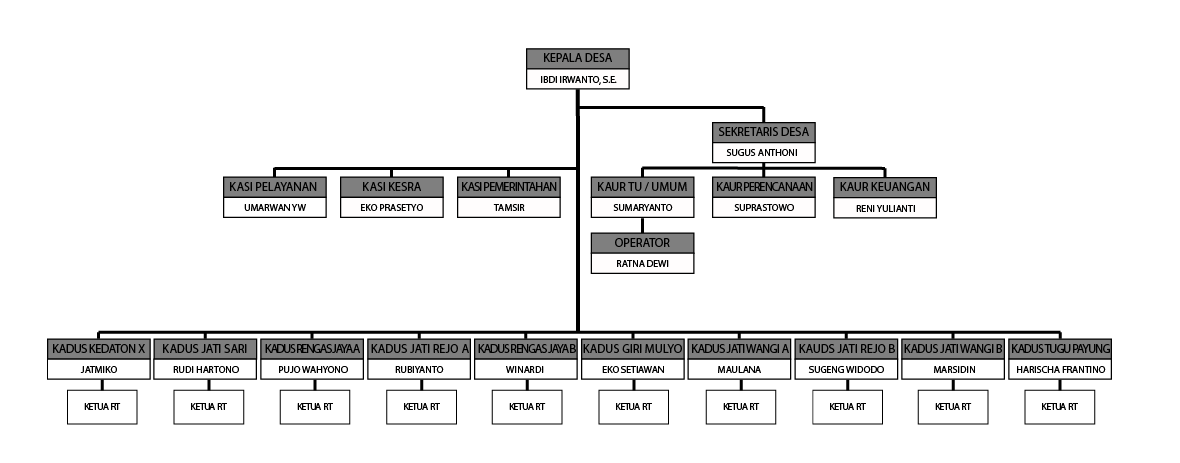 KEPALA DESA
IBDI IRWANTO, S.E.
SEKRETARIS DESA
SUGUS ANTHONI
KASI PELAYANAN
UMARWAN YW
KASI KESRA
EKO PRASETYO
KASI PEMERINTAHAN
TAMSIR
KAUR TU / UMUM
SUMARYANTO
KAUR PERENCANAAN
SUPRASTOWO
KAUR KEUANGAN
RENI YULIANTI
OPERATOR
RATNA DEWI
KADUS KEDATON X
JATMIKO
KETUA RT
KADUS JATI SARI
RUDI HARTONO
KETUA RT
KADUS RENGAS JAYA A
PUJO WAHYONO
KETUA RT
KADUS JATI REJO A
RUBIYANTO
KETUA RT
KADUS RENGAS JAYA B
WINARDI
KETUA RT
KADUS GIRI MULYO
EKO SETIAWAN
KETUA RT
KADUS JATI WANGI A
MAULANA
KETUA RT
KAUDS JATI REJO B
SUGENG WIDODO
KETUA RT
KADUS JATI WANGI B
MARSIDIN
KETUA RT
KADUS TUGU PAYUNG
HARISCHA FRANTINO
KETUA RT